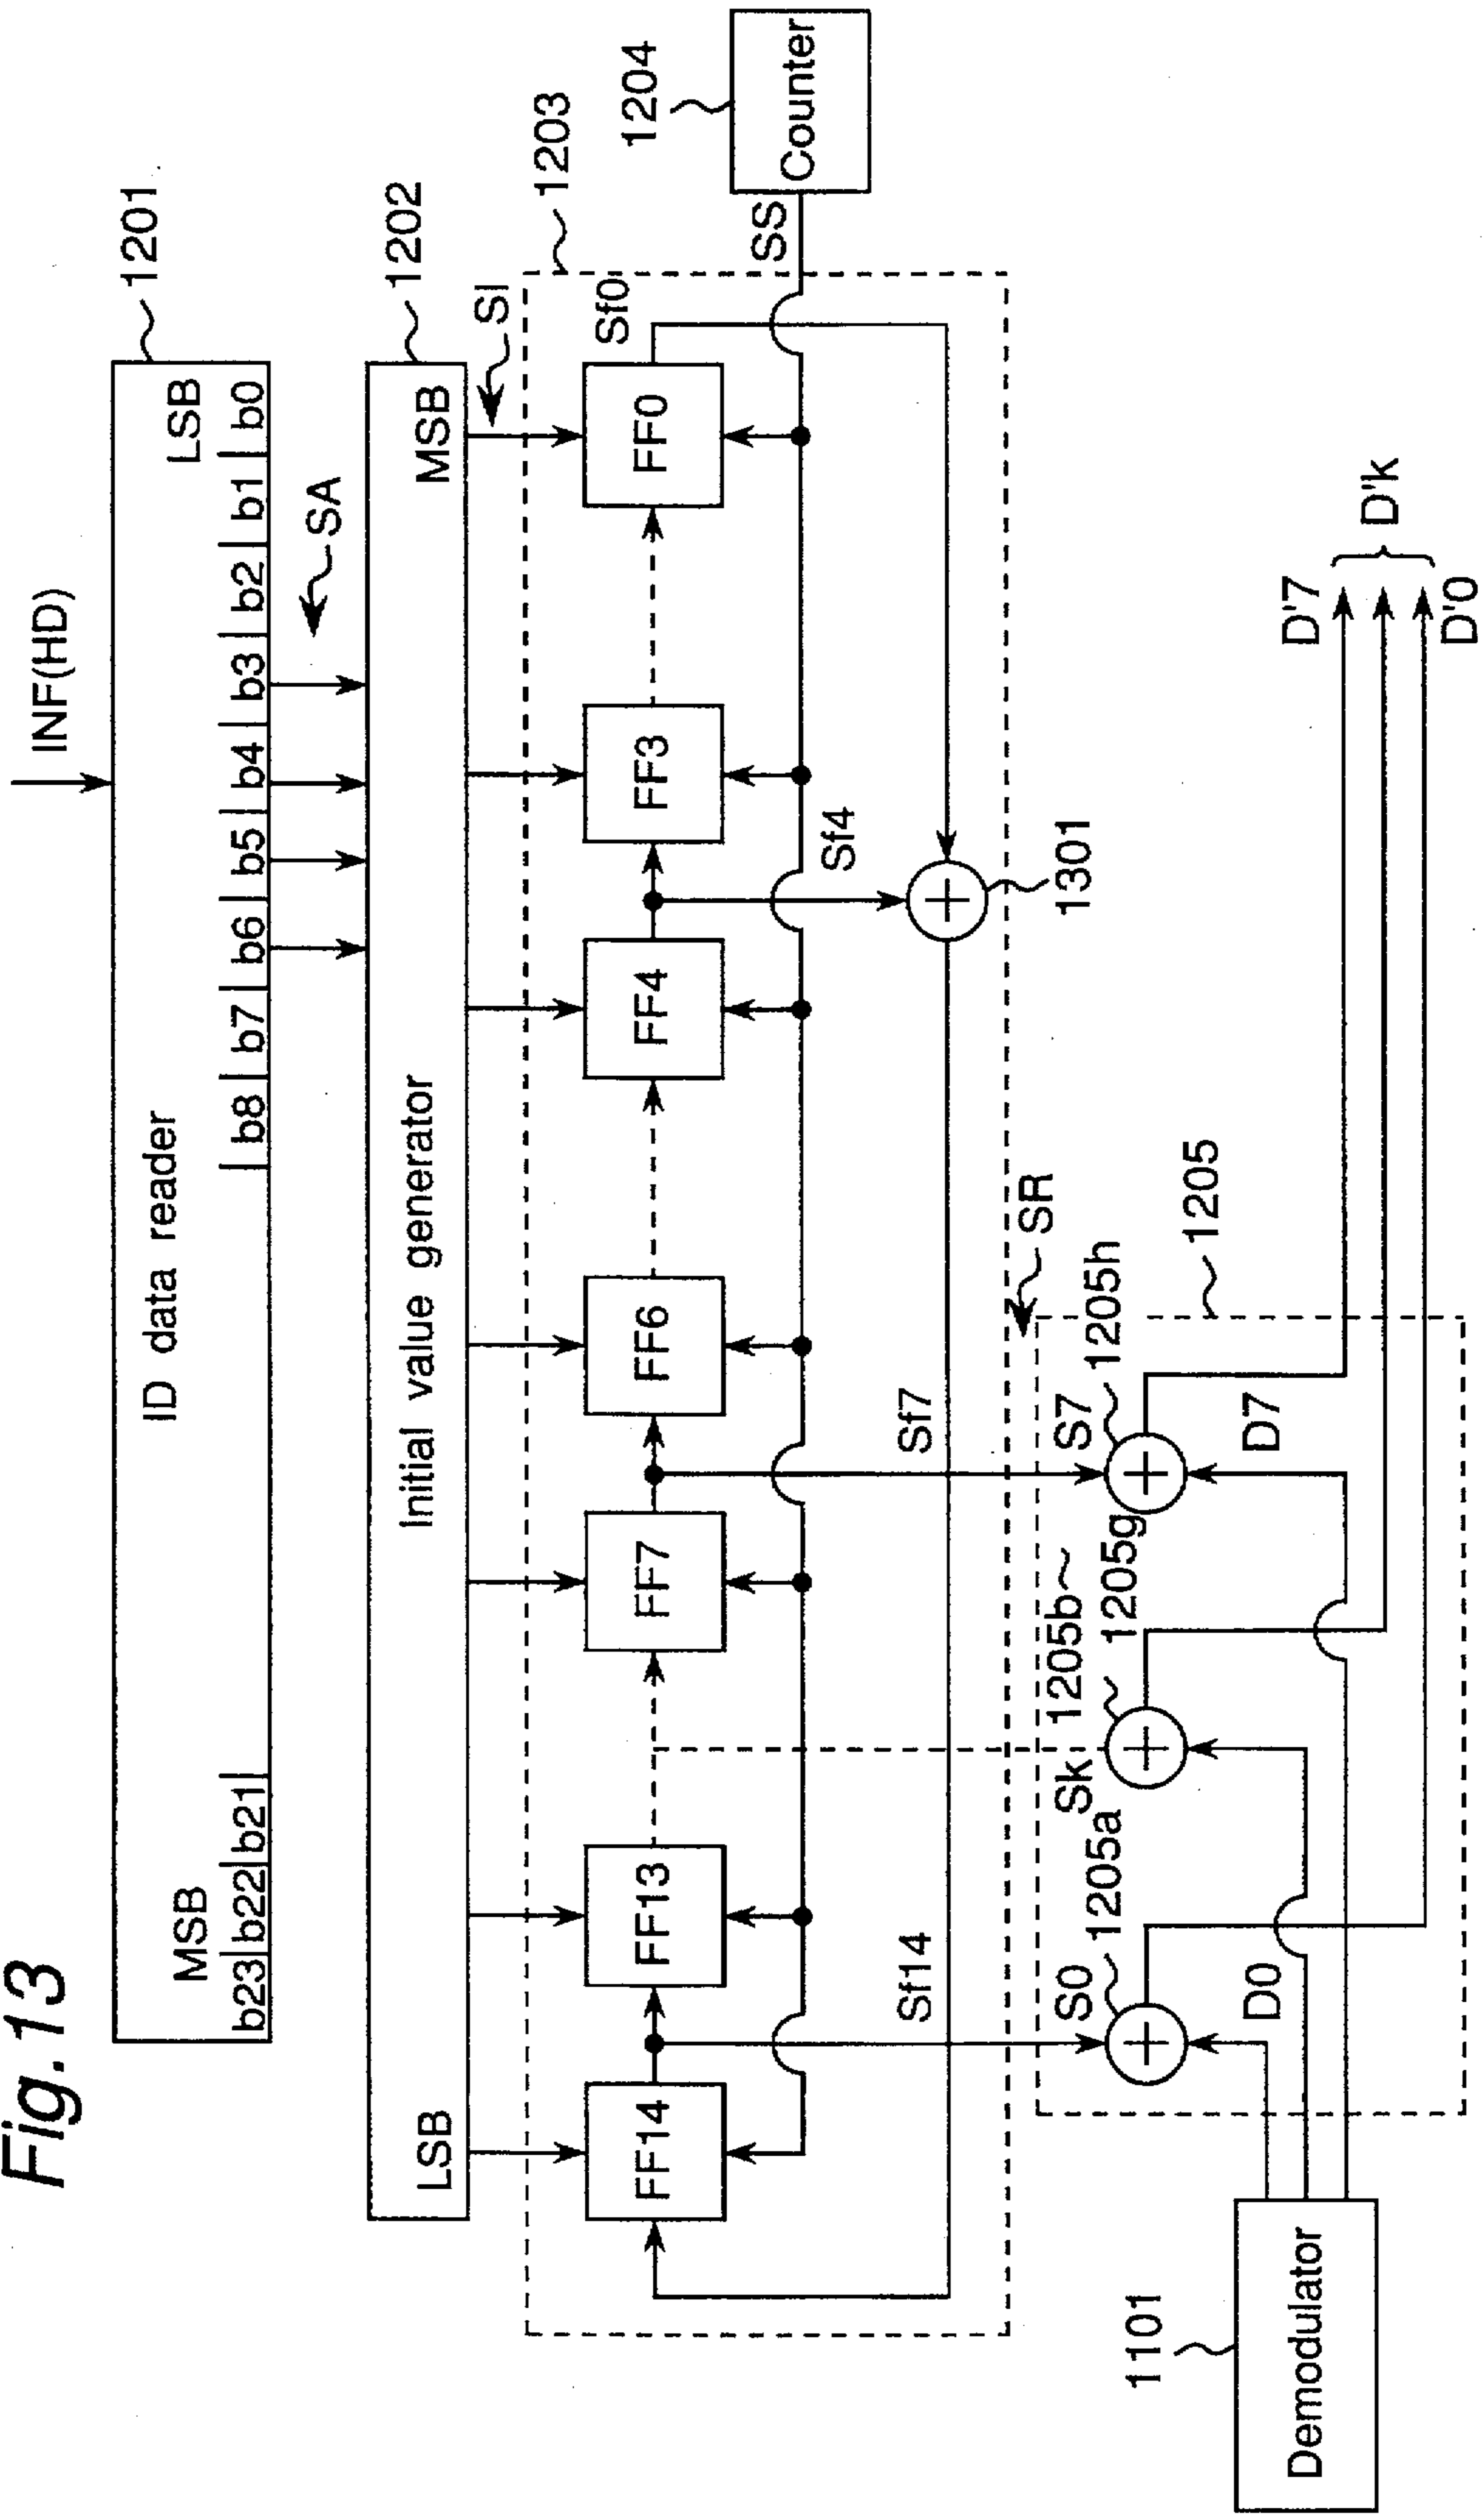 Fig.13
INF(HD)
1201
ID data reader
MSB
LSB
b23 b22 b21 b8 b7 b6 b5 b4 b3 b2 b1 b0
SA
1202
LSB
Initial value generator
MSB
SI
1203
Sf0
FF14 FF13 FF7 FF6 FF4 FF3 FF0
1204
SS
Counter
Sf4
Sf14
Sf7
1301
SR
S0
1205a
Sk
1205b~
1205g
S7
1205h
1205
D0
D7
1101
Demodulator
D'7
D'k
D'0